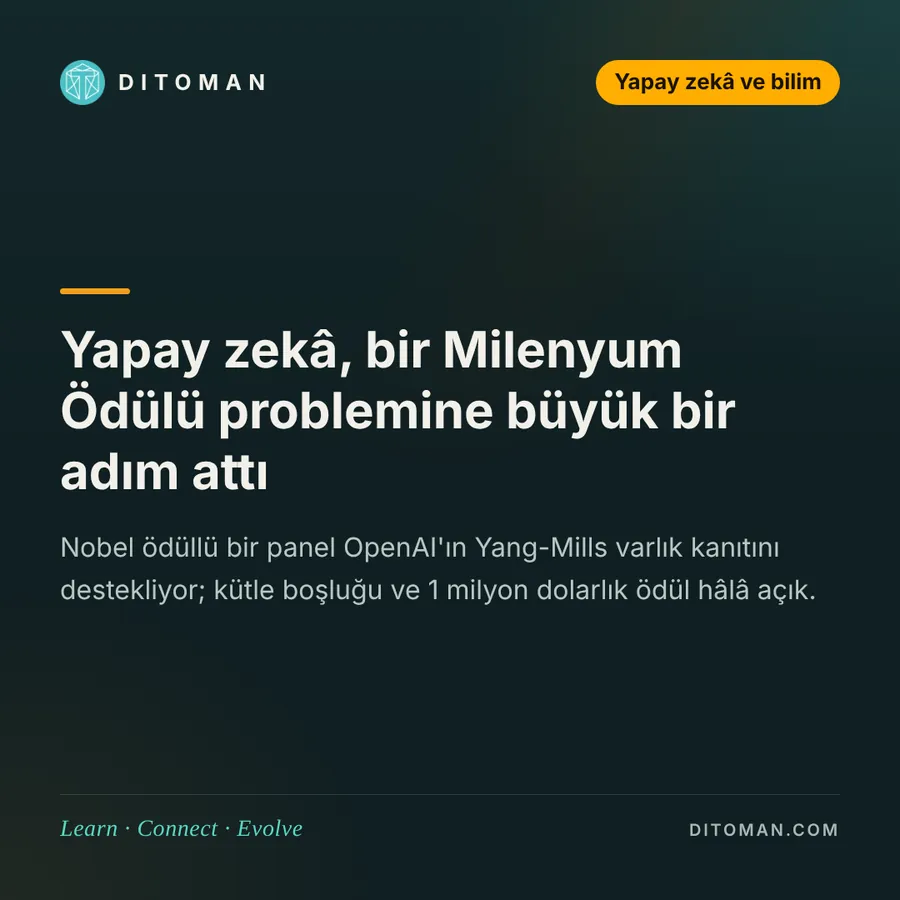 DITOMAN
Yapay zekâ ve bilim
Yapay zekâ, bir Milenyum
Ödülü problemine büyük bir
adım attı
Nobel ödüllü bir panel OpenAI'ın Yang-Mills varlık kanıtını
destekliyor; kütle boşluğu ve 1 milyon dolarlık ödül hâlâ açık.
Learn · Connect · Evolve
DITOMAN.COM